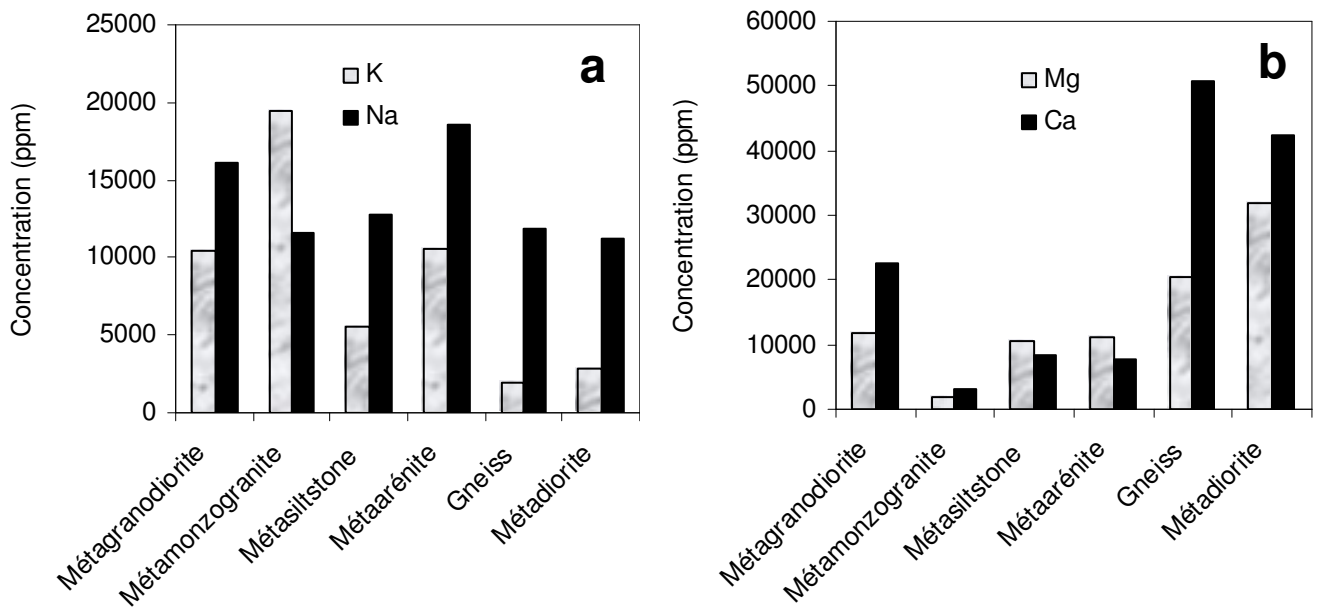 a
K
Na
Concentration (ppm)
25000
20000
15000
10000
5000
0
Métagranodiorite
Métamonzogranite
Métasiltstone
Métaarénite
Gneiss
Métadiorite
b
Mg
Ca
Concentration (ppm)
60000
50000
40000
30000
20000
10000
0
Métagranodiorite
Métamonzogranite
Métasiltstone
Métaarénite
Gneiss
Métadiorite